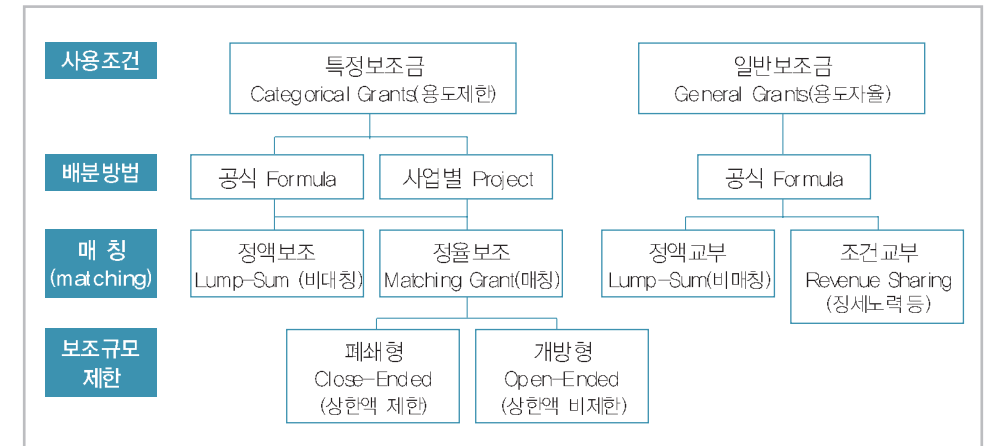 사용조건
특정보조금
Categorical Grants(용도제한)
일반보조금
General Grants(용도자율)
배분방법
공식 Formula
사업별 Project
공식 Formula
매 칭
(matching)
정액보조
Lump-Sum (비대칭)
정율보조
Matching Grant(매칭)
정액교부
Lump-Sum(비매칭)
조건교부
Revenue Sharing
(징세노력 등)
보조규모
제한
폐쇄형
Close-Ended
(상한액 제한)
개방형
Open-Ended
(상한액 비제한)